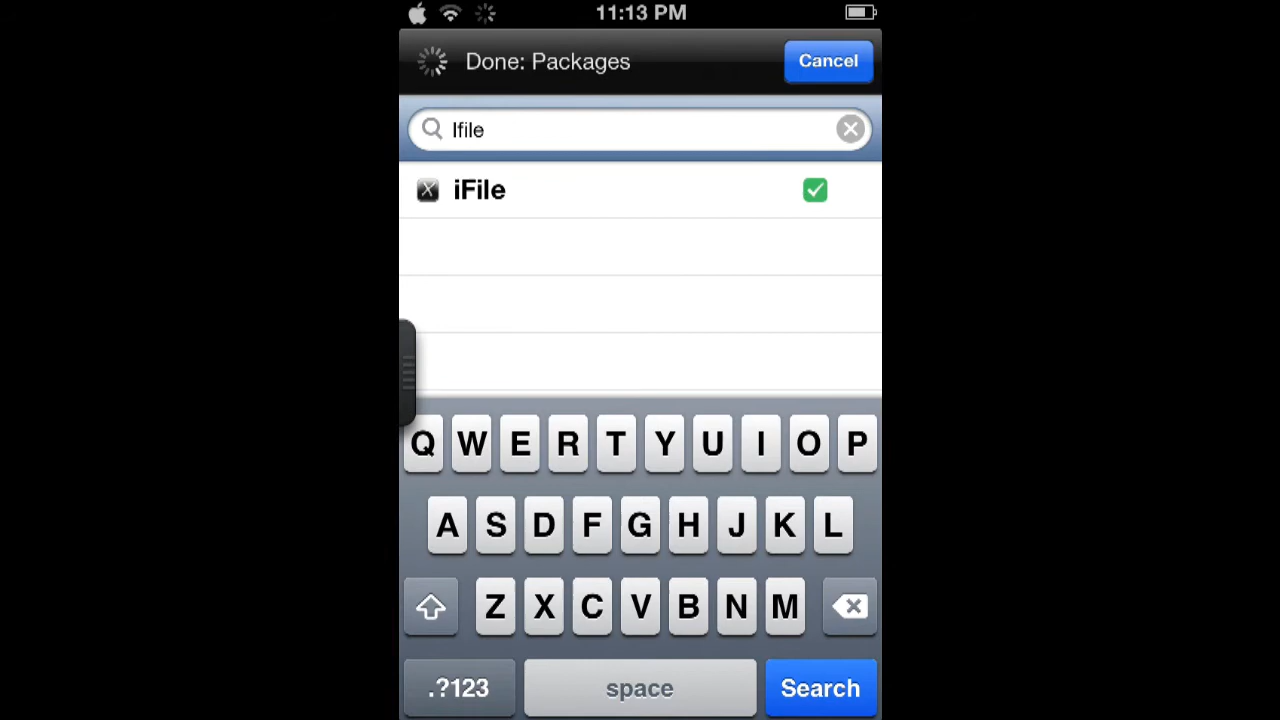 11:13 PM
Done: Packages Cancel
Ifile
iFile
Q W E R T Y U I O P
A S D F G H J K L
Z X C V B N M
.?123 space Search